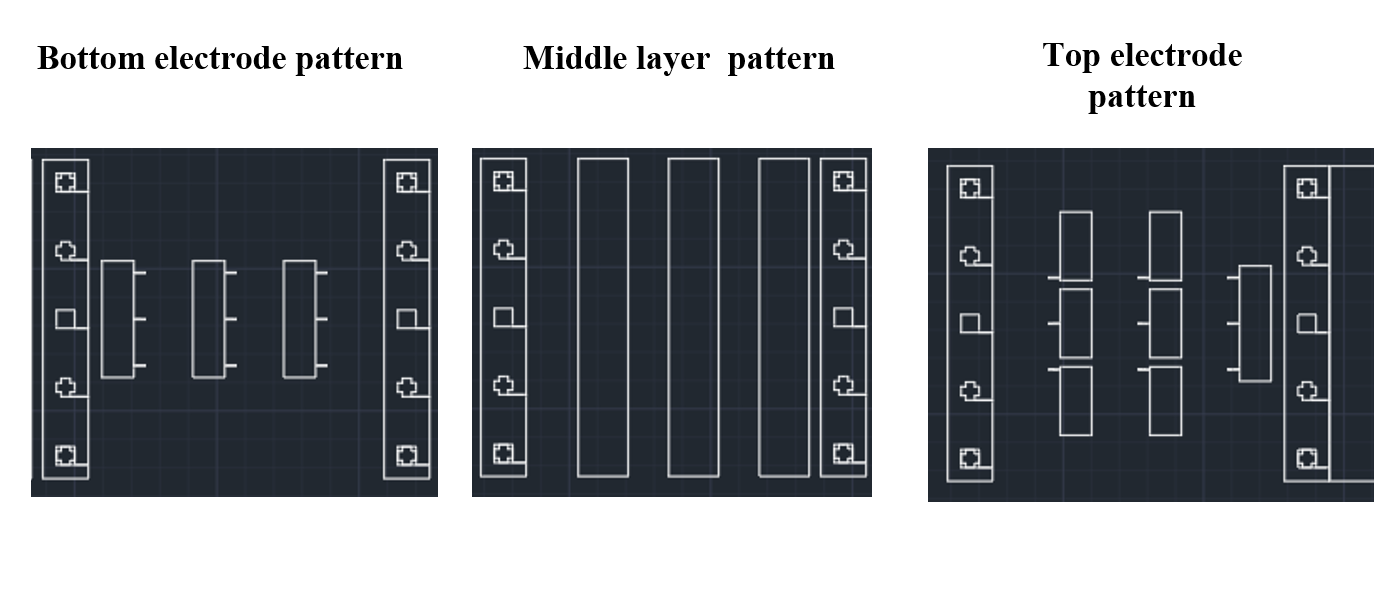 Bottom electrode pattern
Middle layer  pattern
Top electrode
pattern